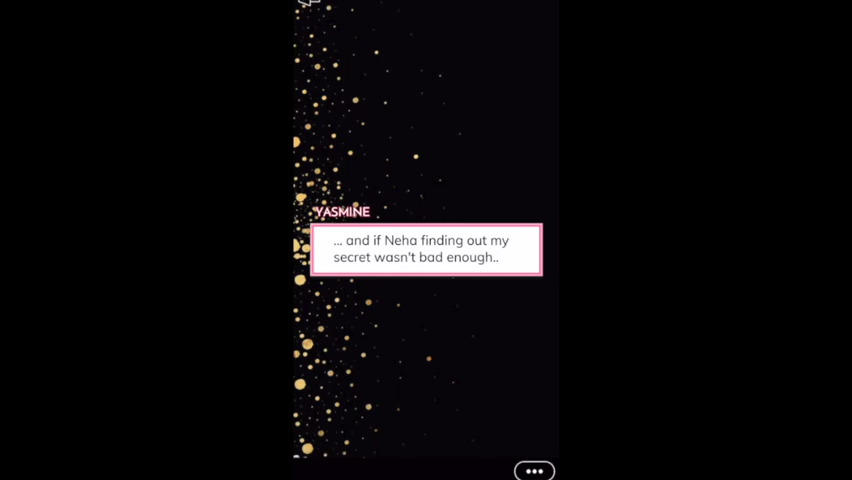 YASMINE
... and if Neha finding out my
secret wasn't bad enough..